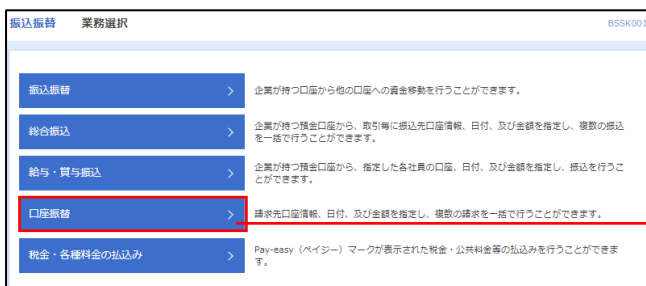 振込振替 業務選択 BSSK001
振込振替 企業が持つ口座から他の口座への資金移動を行うことができます。
総合振込 企業が持つ預金口座から、取引毎に振込先口座情報、日付、及び金額を指定し、複数の振込
を一括で行うことができます。
給与・賞与振込 企業が持つ預金口座から、指定した各社員の口座、日付、及び金額を指定し、振込を行うこ
とができます。
口座振替 請求先口座情報、日付、及び金額を指定し、複数の請求を一括で行うことができます。
税金・各種料金の払込み Pay-easy（ペイジー）マークが表示された税金・公共料金等の払込みを行うことができま
す。